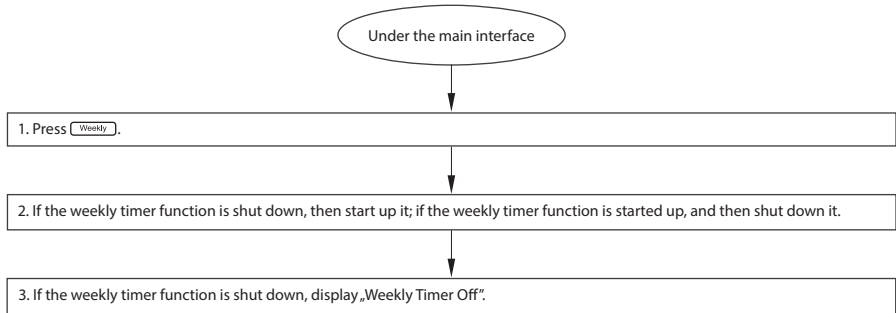 Under the main interface
1. Press Weekly .
2. If the weekly timer function is shut down, then start up it; if the weekly timer function is started up, and then shut down it.
3. If the weekly timer function is shut down, display „Weekly Timer Off”.